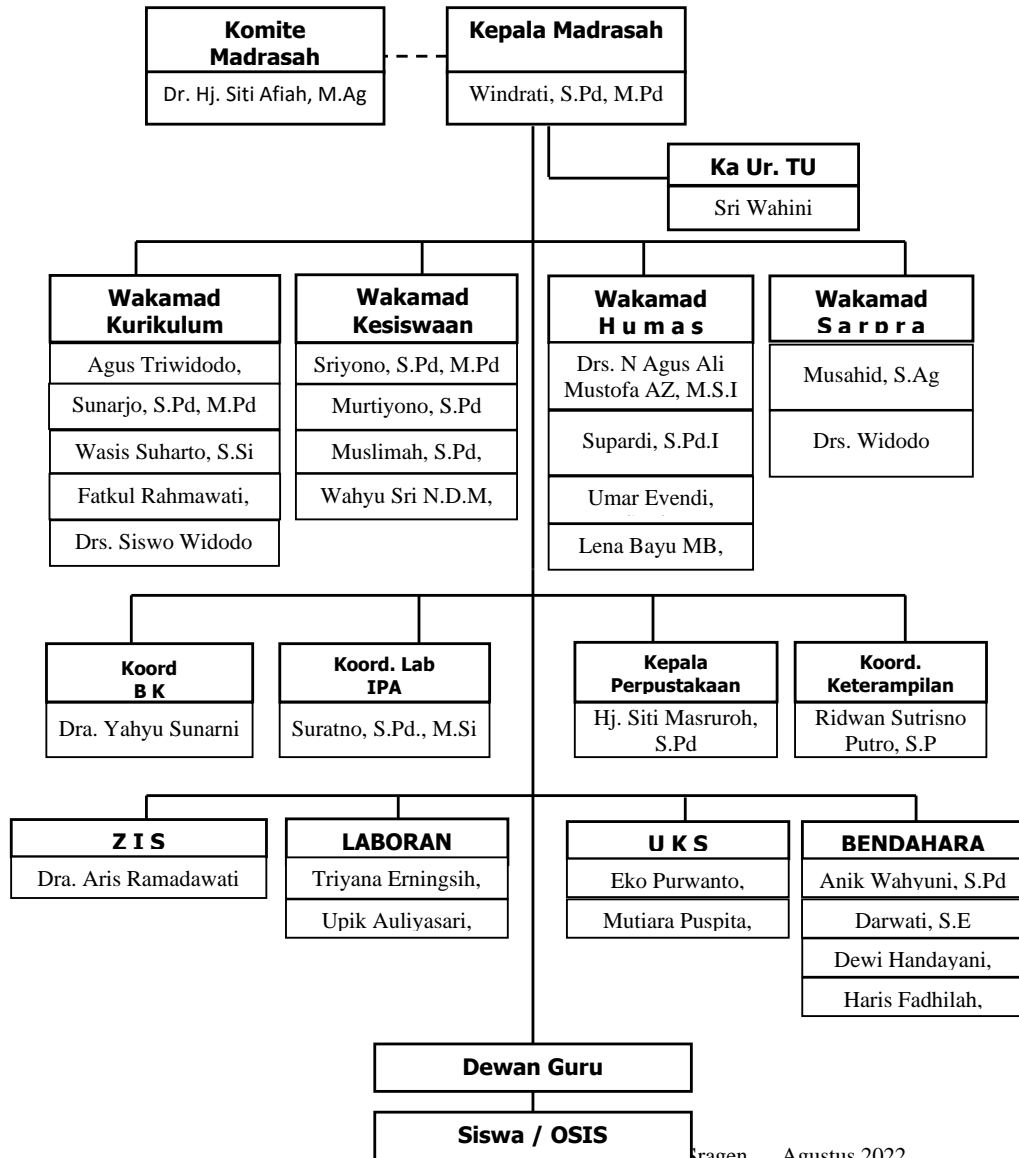 Komite
Madrasah
Dr. Hj. Siti Afiah, M.Ag
Kepala Madrasah
Windrati, S.Pd, M.Pd
Ka Ur. TU
Sri Wahini
Wakamad
Kurikulum
Agus Triwidodo,
Sunarjo, S.Pd, M.Pd
Wasis Suharto, S.Si
Fatkul Rahmawati,
Drs. Siswo Widodo
Wakamad
Kesiswaan
Sriyono, S.Pd, M.Pd
Murtiyono, S.Pd
Muslimah, S.Pd,
Wahyu Sri N.D.M,
Wakamad
H u m a s
Drs. N Agus Ali
Mustofa AZ, M.S.I
Supardi, S.Pd.I
Umar Evendi,
Lena Bayu MB,
Wakamad
S a r p r a
Musahid, S.Ag
Drs. Widodo
Koord
B K
Dra. Yahyu Sunarni
Koord. Lab
IPA
Suratno, S.Pd., M.Si
Kepala
Perpustakaan
Hj. Siti Masruroh,
S.Pd
Koord.
Keterampilan
Ridwan Sutrisno
Putro, S.P
Z I S
Dra. Aris Ramadawati
LABORAN
Triyana Erningsih,
Upik Auliyasari,
U K S
Eko Purwanto,
Mutiara Puspita,
BENDAHARA
Anik Wahyuni, S.Pd
Darwati, S.E
Dewi Handayani,
Haris Fadhilah,
Dewan Guru
Siswa / OSIS
Sragen, Agustus 2022